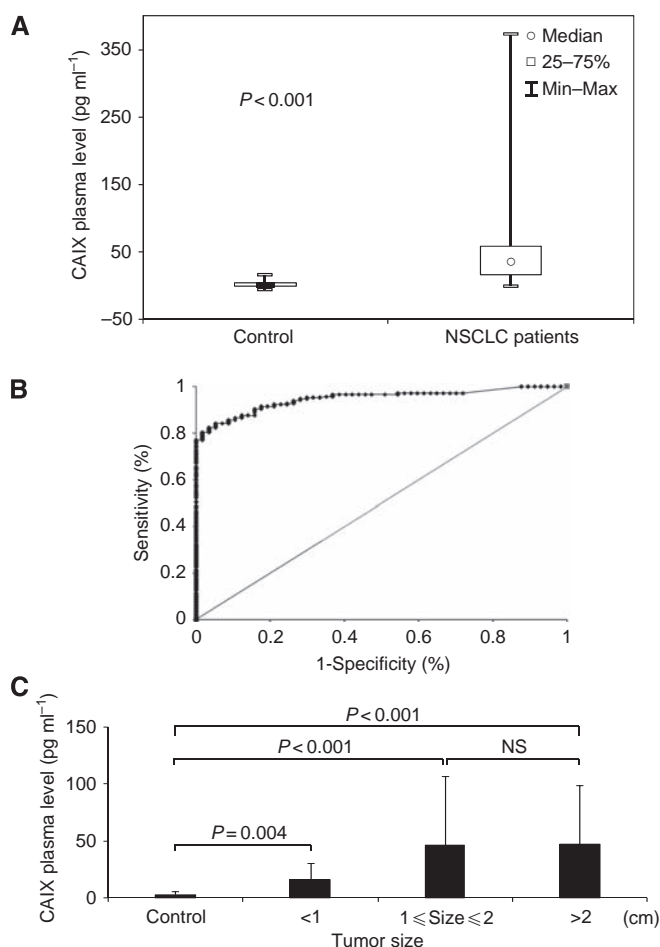 A
CAIX plasma level (pg ml⁻¹)
350
250
150
50
–50
P < 0.001
Median
25–75%
Min–Max
Control
NSCLC patients
B
Sensitivity (%)
1
0.8
0.6
0.4
0.2
0
0
0.2
0.4
0.6
0.8
1
1-Specificity (%)
C
CAIX plasma level (pg ml⁻¹)
150
100
50
0
P < 0.001
P < 0.001
NS
P = 0.004
Control
<1
1 ⩽ Size ⩽ 2
>2
(cm)
Tumor size